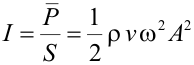 I = P̅/S = 1/2 ρ v ω² A²